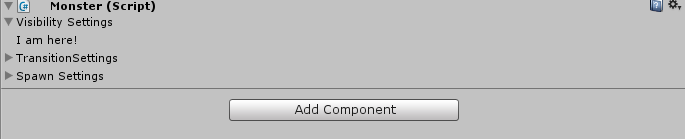 Monster (Script)
Visibility Settings
I am here!
TransitionSettings
Spawn Settings
Add Component